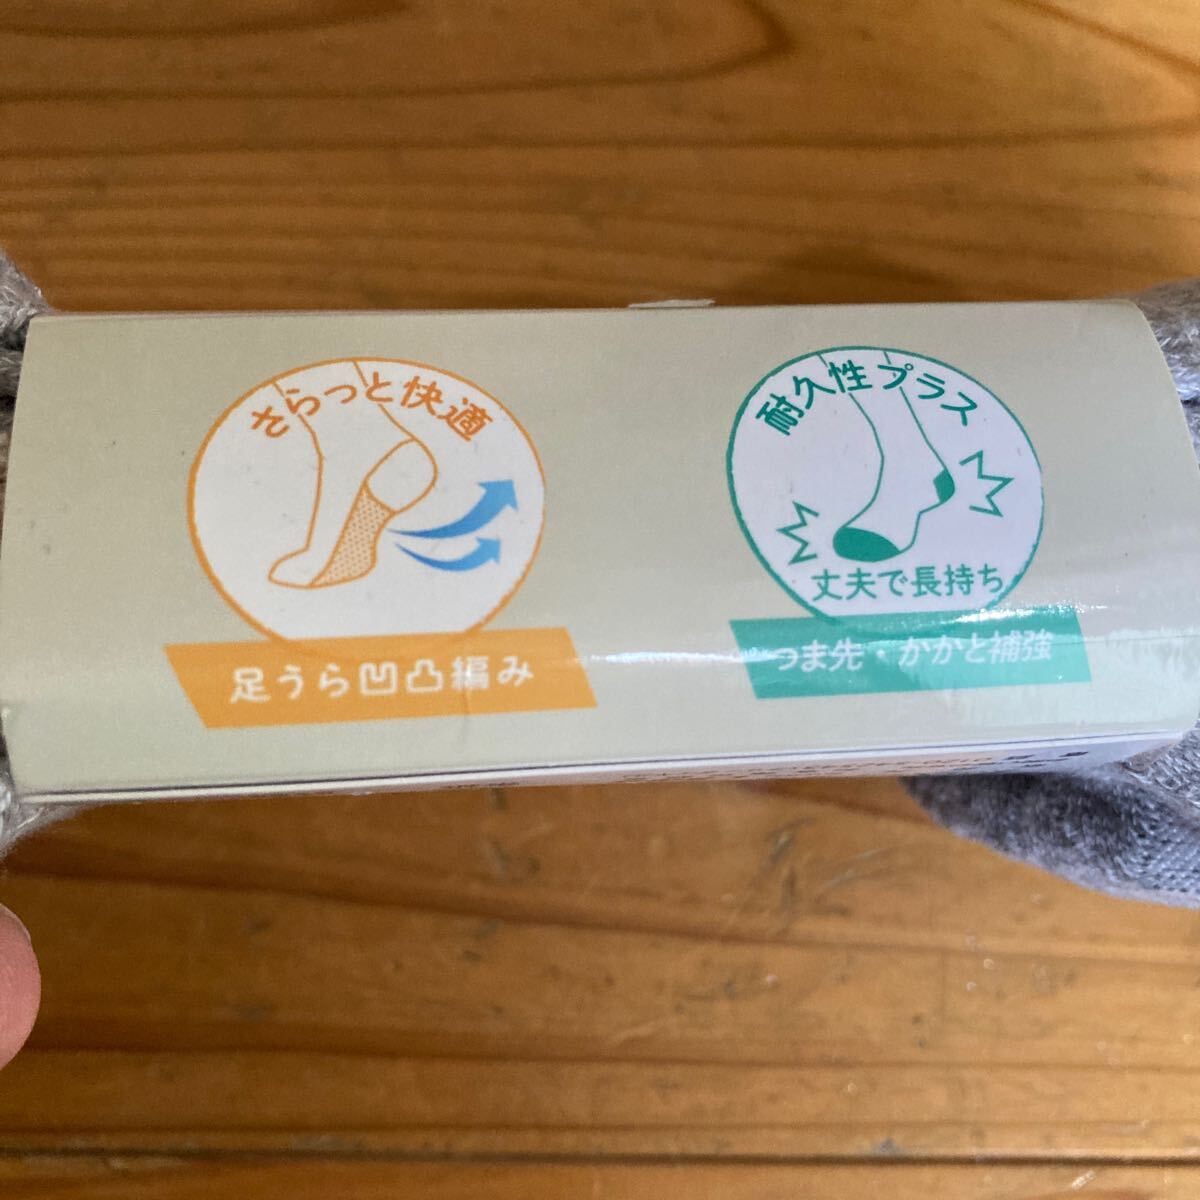 さらっと快適
足うら凹凸編み
耐久性プラス
丈夫で長持ち
つま先・かかと補強